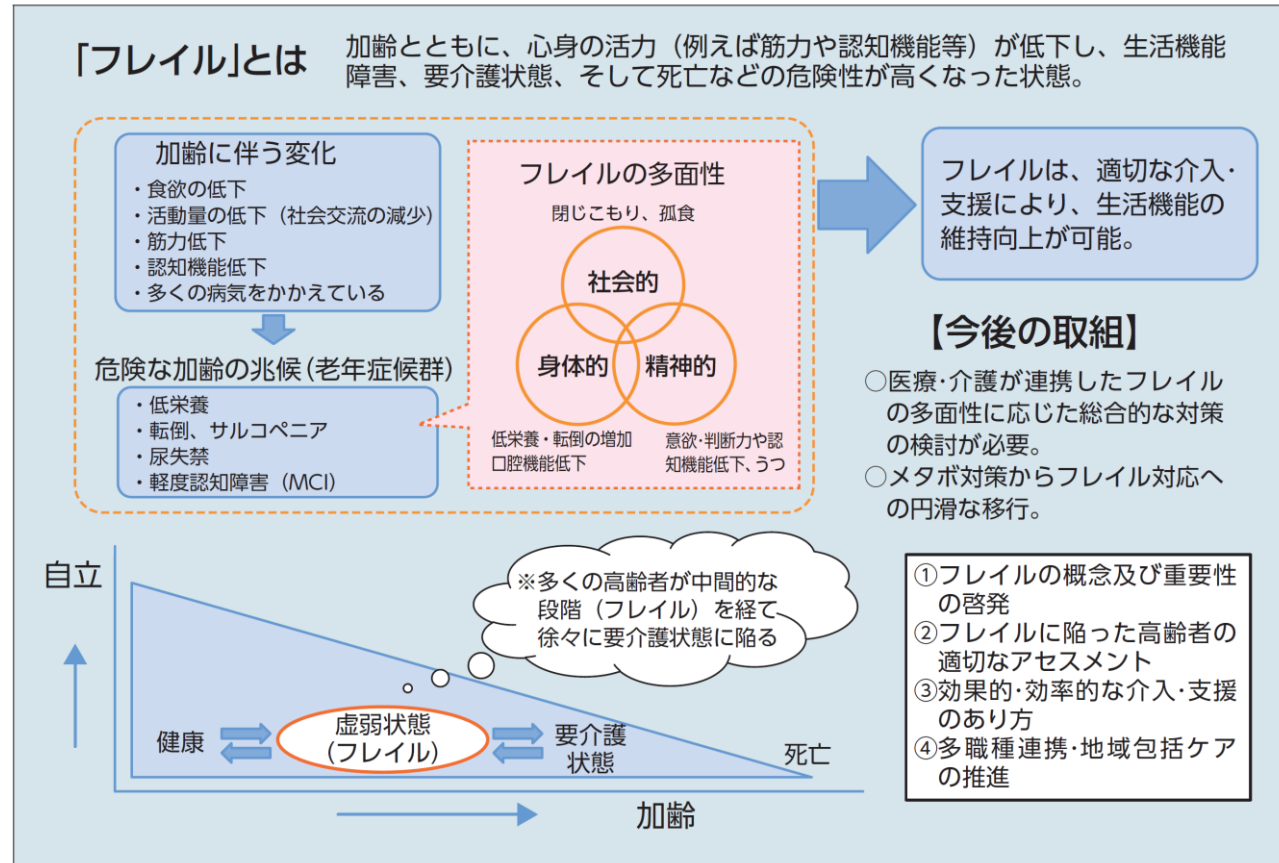 「フレイル」とは
加齢とともに、心身の活力（例えば筋力や認知機能等）が低下し、生活機能
障害、要介護状態、そして死亡などの危険性が高くなった状態。
加齢に伴う変化
・食欲の低下
・活動量の低下（社会交流の減少）
・筋力低下
・認知機能低下
・多くの病気をかかえている
危険な加齢の兆候（老年症候群）
・低栄養
・転倒、サルコペニア
・尿失禁
・軽度認知障害（MCI）
フレイルの多面性
閉じこもり、孤食
社会的
身体的
精神的
低栄養・転倒の増加
口腔機能低下
意欲・判断力や認
知機能低下、うつ
フレイルは、適切な介入・
支援により、生活機能の
維持向上が可能。
【今後の取組】
○医療・介護が連携したフレイル
の多面性に応じた総合的な対策
の検討が必要。
○メタボ対策からフレイル対応へ
の円滑な移行。
①フレイルの概念及び重要性
の啓発
②フレイルに陥った高齢者の
適切なアセスメント
③効果的・効率的な介入・支援
のあり方
④多職種連携・地域包括ケア
の推進
自立
※多くの高齢者が中間的な
段階（フレイル）を経て
徐々に要介護状態に陥る
健康
虚弱状態
（フレイル）
要介護
状態
死亡
加齢